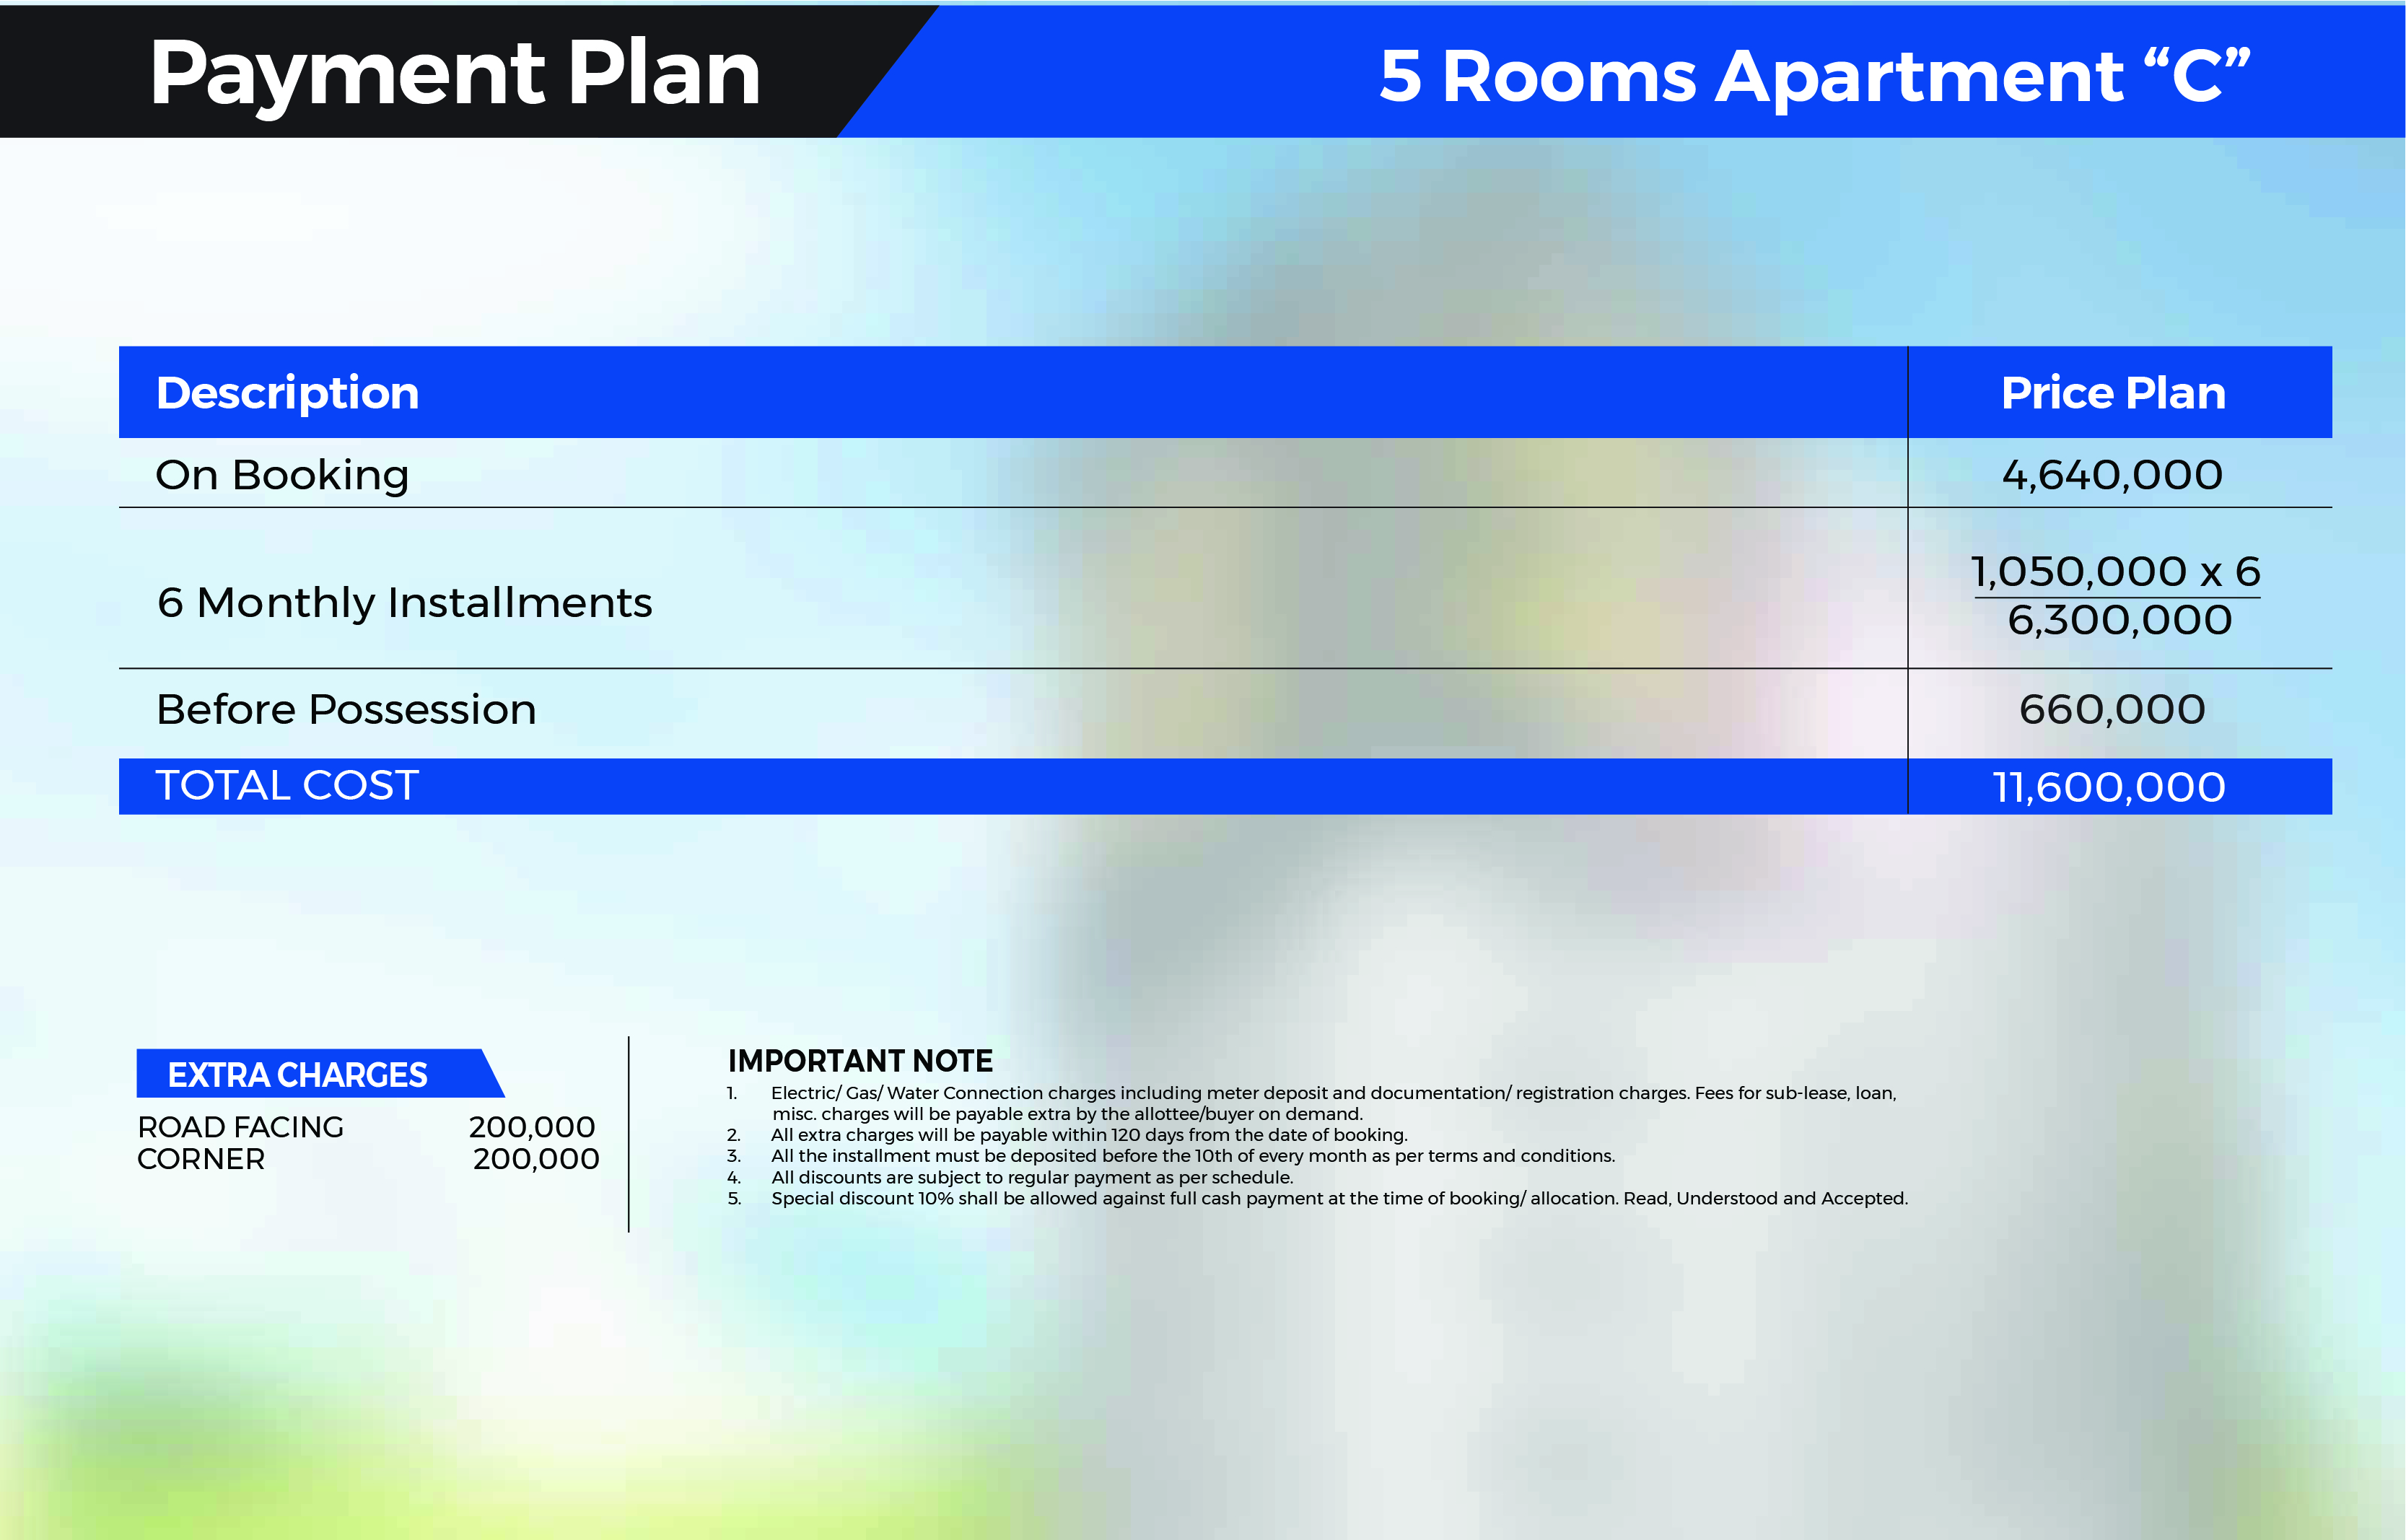 Payment Plan
5 Rooms Apartment “C”
Description Price Plan
On Booking 4,640,000
6 Monthly Installments 1,050,000 x 6
6,300,000
Before Possession 660,000
TOTAL COST 11,600,000
EXTRA CHARGES
ROAD FACING 200,000
CORNER 200,000
IMPORTANT NOTE
1. Electric/ Gas/ Water Connection charges including meter deposit and documentation/ registration charges. Fees for sub-lease, loan,
misc. charges will be payable extra by the allottee/buyer on demand.
2. All extra charges will be payable within 120 days from the date of booking.
3. All the installment must be deposited before the 10th of every month as per terms and conditions.
4. All discounts are subject to regular payment as per schedule.
5. Special discount 10% shall be allowed against full cash payment at the time of booking/ allocation. Read, Understood and Accepted.